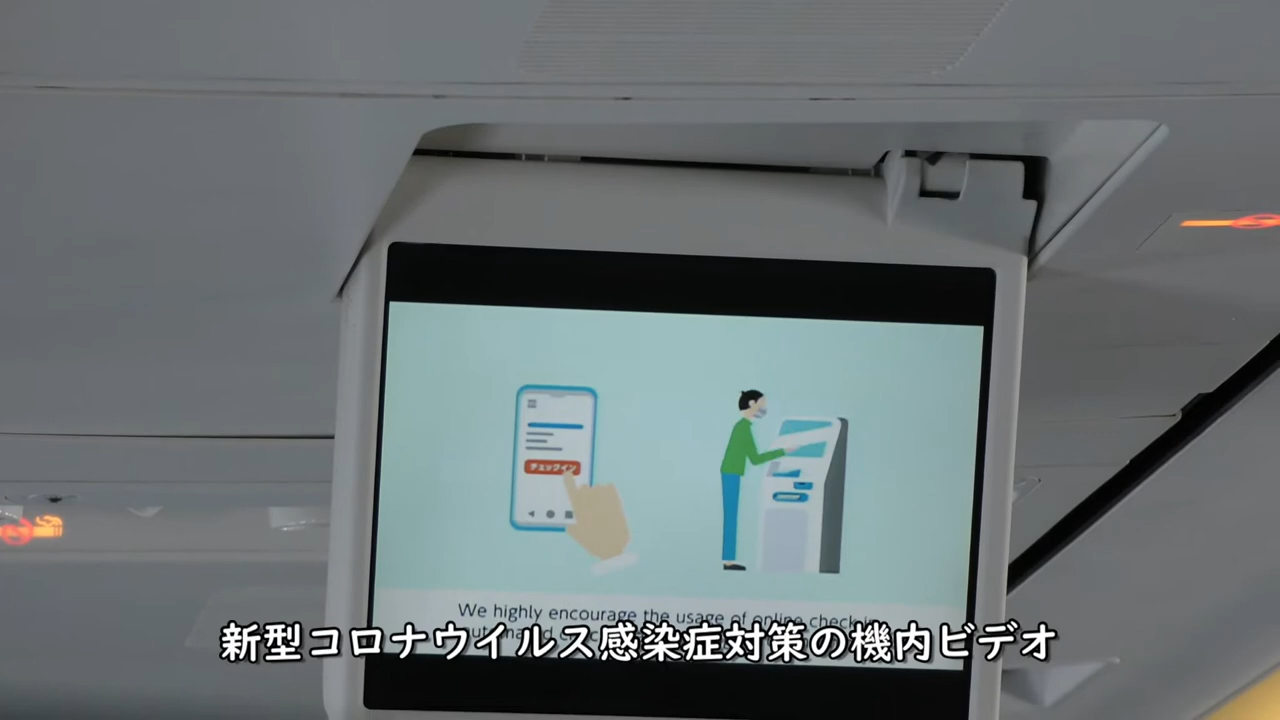 チェックイン
We highly encourage the usage of online check-in
新型コロナウイルス感染症対策の機内ビデオ